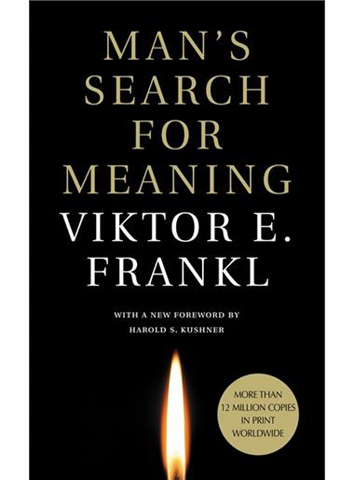 MAN'S
SEARCH
FOR
MEANING
VIKTOR E.
FRANKL
WITH A NEW FOREWORD BY
HAROLD S. KUSHNER
MORE THAN
12 MILLION COPIES
IN PRINT
WORLDWIDE